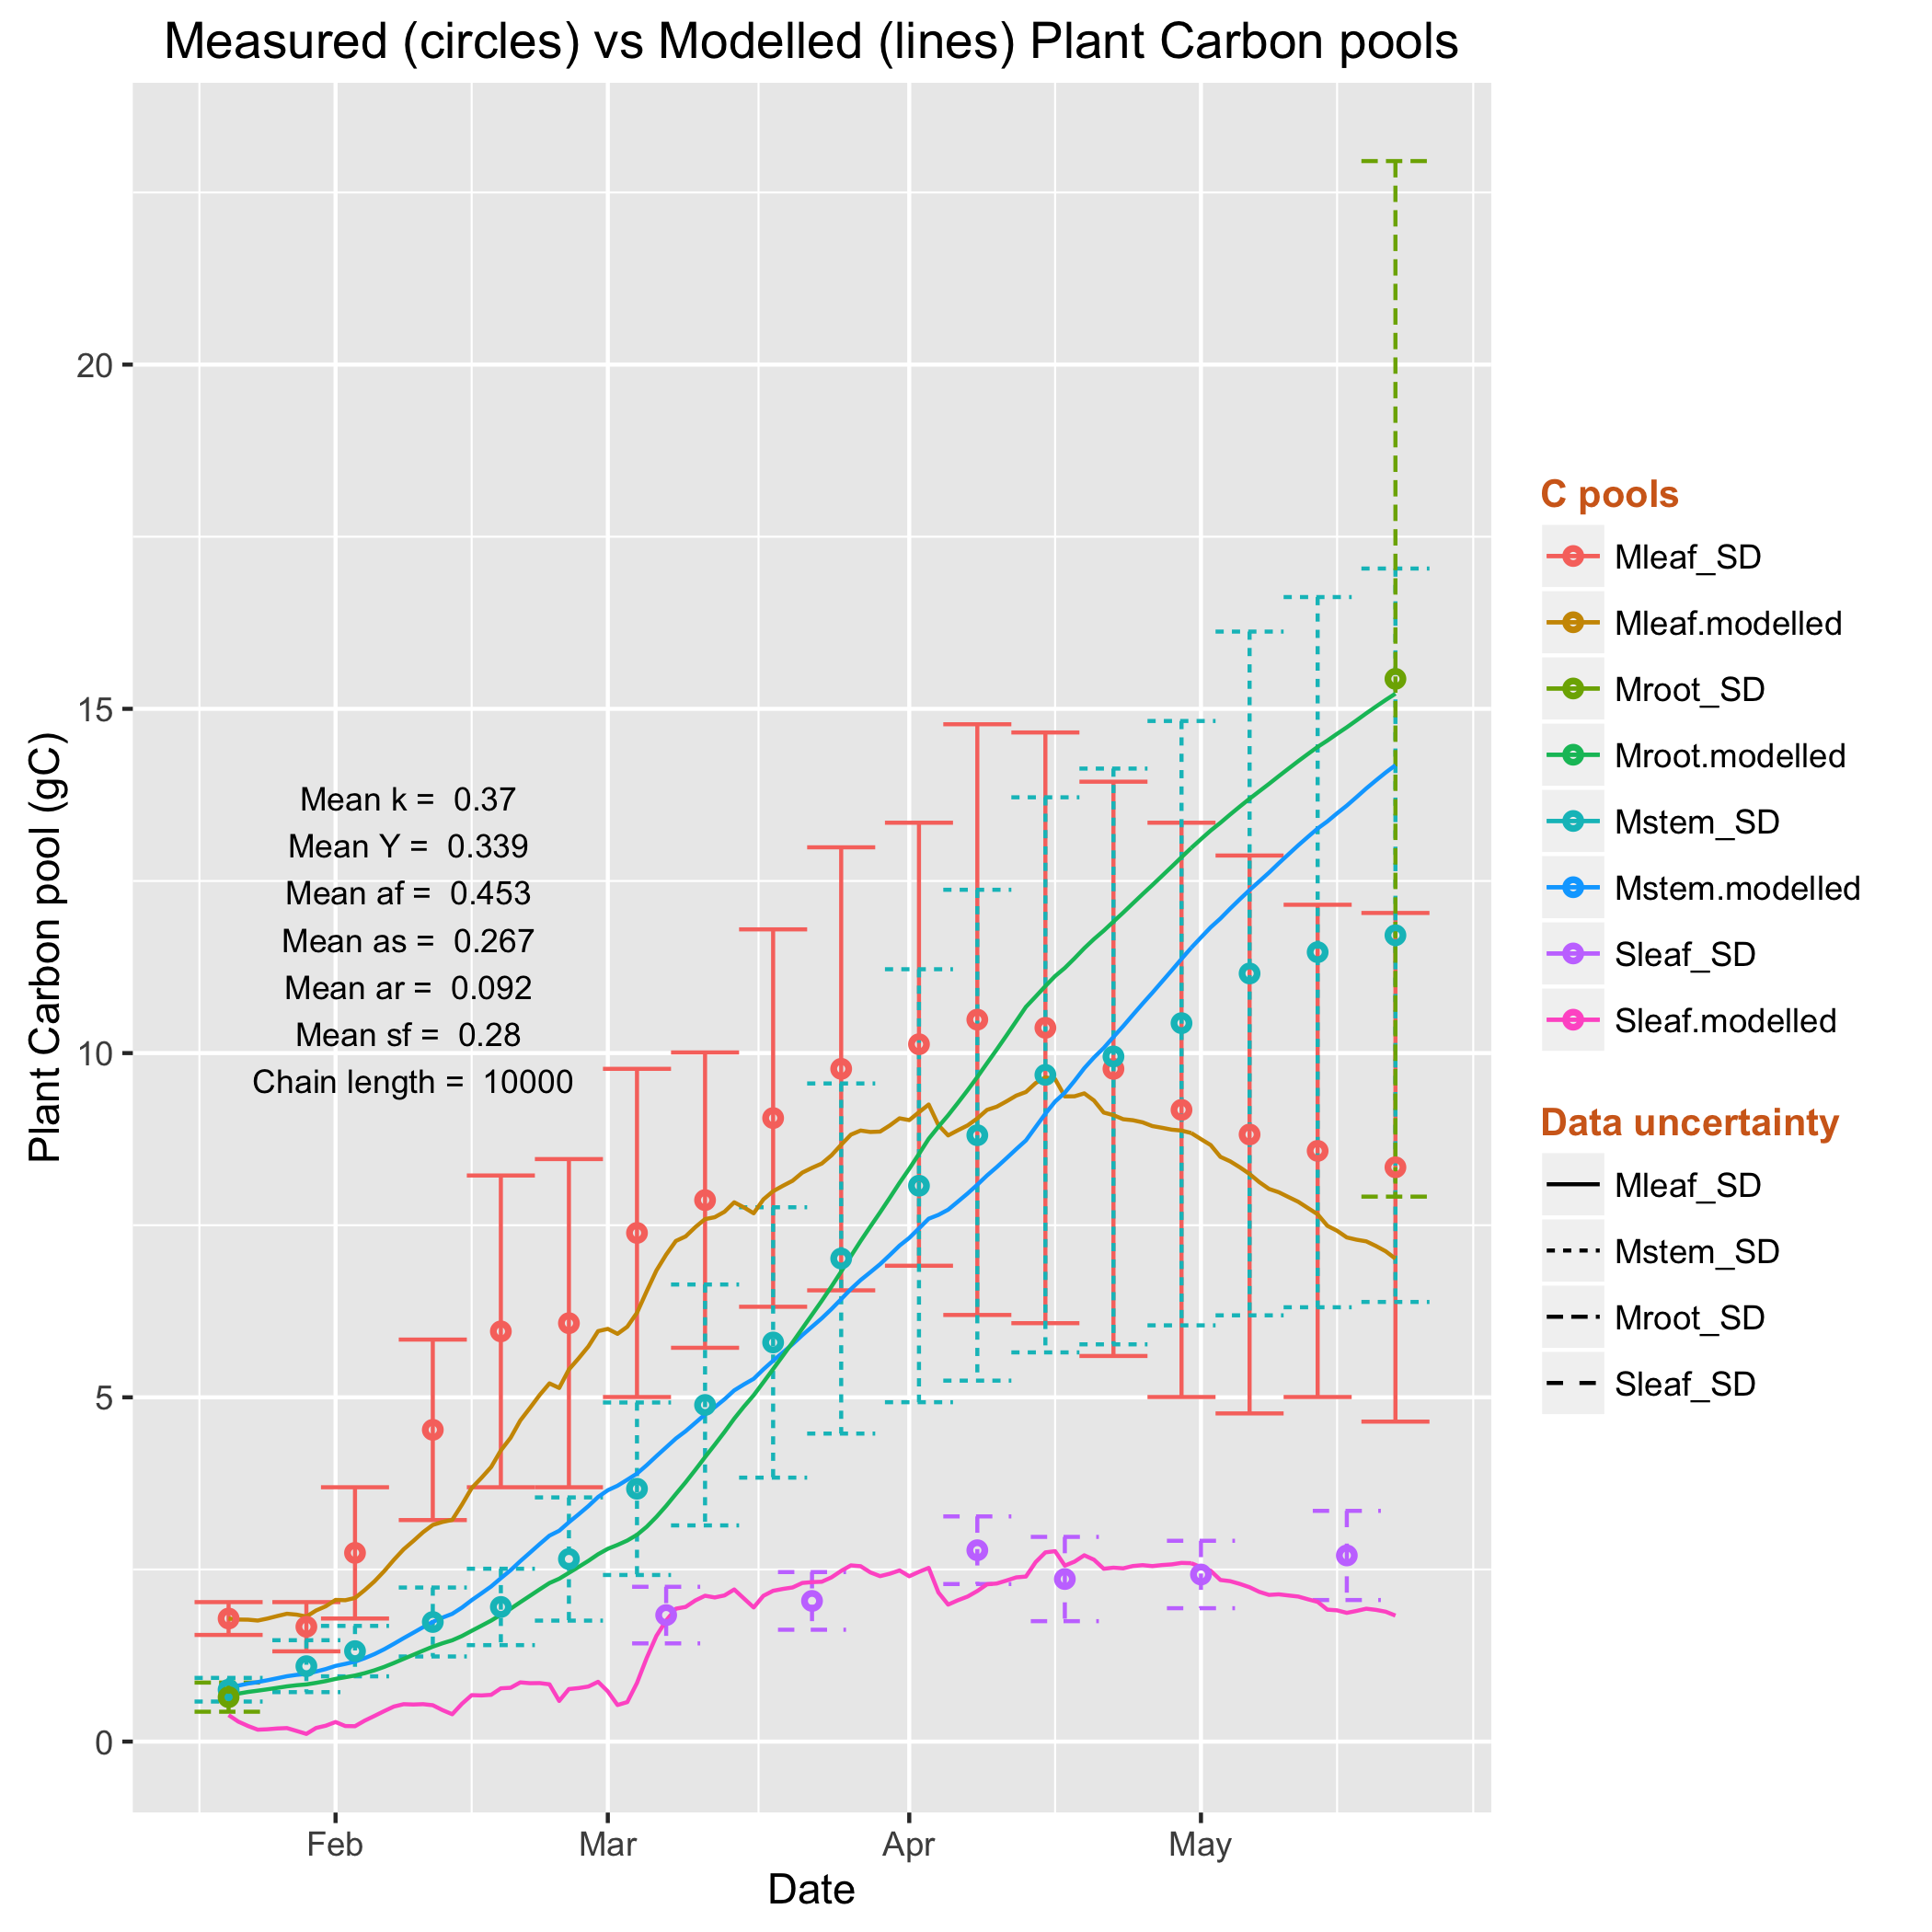 Measured (circles) vs Modelled (lines) Plant Carbon pools
Plant Carbon pool (gC)
20
15
10
5
0
Mean k = 0.37
Mean Y = 0.339
Mean af = 0.453
Mean as = 0.267
Mean ar = 0.092
Mean sf = 0.28
Chain length = 10000
Feb
Mar
Apr
May
Date
C pools
Mleaf_SD
Mleaf.modelled
Mroot_SD
Mroot.modelled
Mstem_SD
Mstem.modelled
Sleaf_SD
Sleaf.modelled
Data uncertainty
Mleaf_SD
Mstem_SD
Mroot_SD
Sleaf_SD